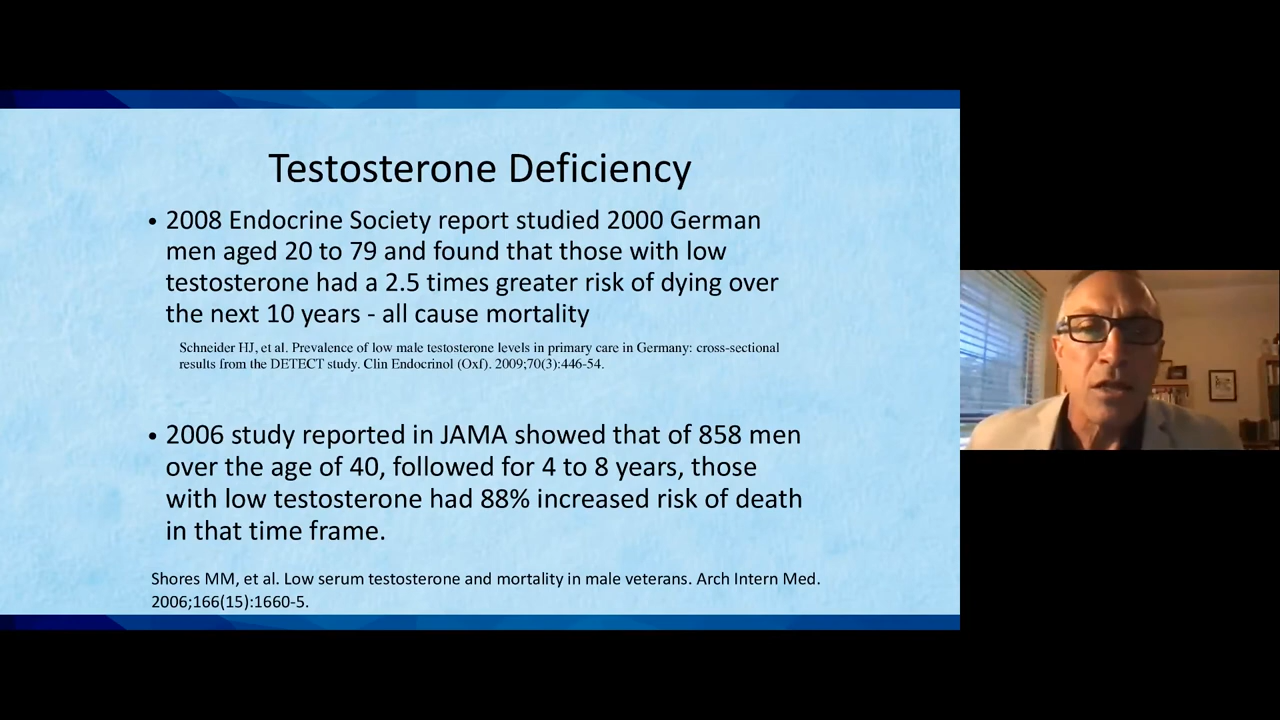 Testosterone Deficiency
• 2008 Endocrine Society report studied 2000 German
men aged 20 to 79 and found that those with low
testosterone had a 2.5 times greater risk of dying over
the next 10 years - all cause mortality
Schneider HJ, et al. Prevalence of low male testosterone levels in primary care in Germany: cross-sectional
results from the DETECT study. Clin Endocrinol (Oxf). 2009;70(3):446-54.
• 2006 study reported in JAMA showed that of 858 men
over the age of 40, followed for 4 to 8 years, those
with low testosterone had 88% increased risk of death
in that time frame.
Shores MM, et al. Low serum testosterone and mortality in male veterans. Arch Intern Med.
2006;166(15):1660-5.